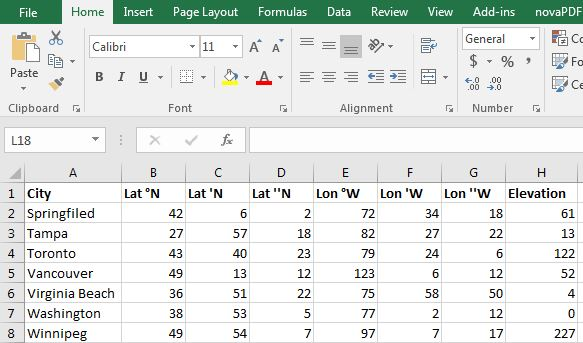 File Home Insert Page Layout Formulas Data Review View Add-ins novaPDF
Calibri 11 A A General
Paste B I U A $ % ,
Clipboard Font Alignment Number
L18 fx
A B C D E F G H
1 City Lat °N Lat 'N Lat ''N Lon °W Lon 'W Lon ''W Elevation
2 Springfiled 42 6 2 72 34 18 61
3 Tampa 27 57 18 82 27 22 13
4 Toronto 43 40 23 79 24 6 122
5 Vancouver 49 13 12 123 6 12 52
6 Virginia Beach 36 51 22 75 58 50 4
7 Washington 38 53 5 77 2 12 0
8 Winnipeg 49 54 7 97 7 17 227